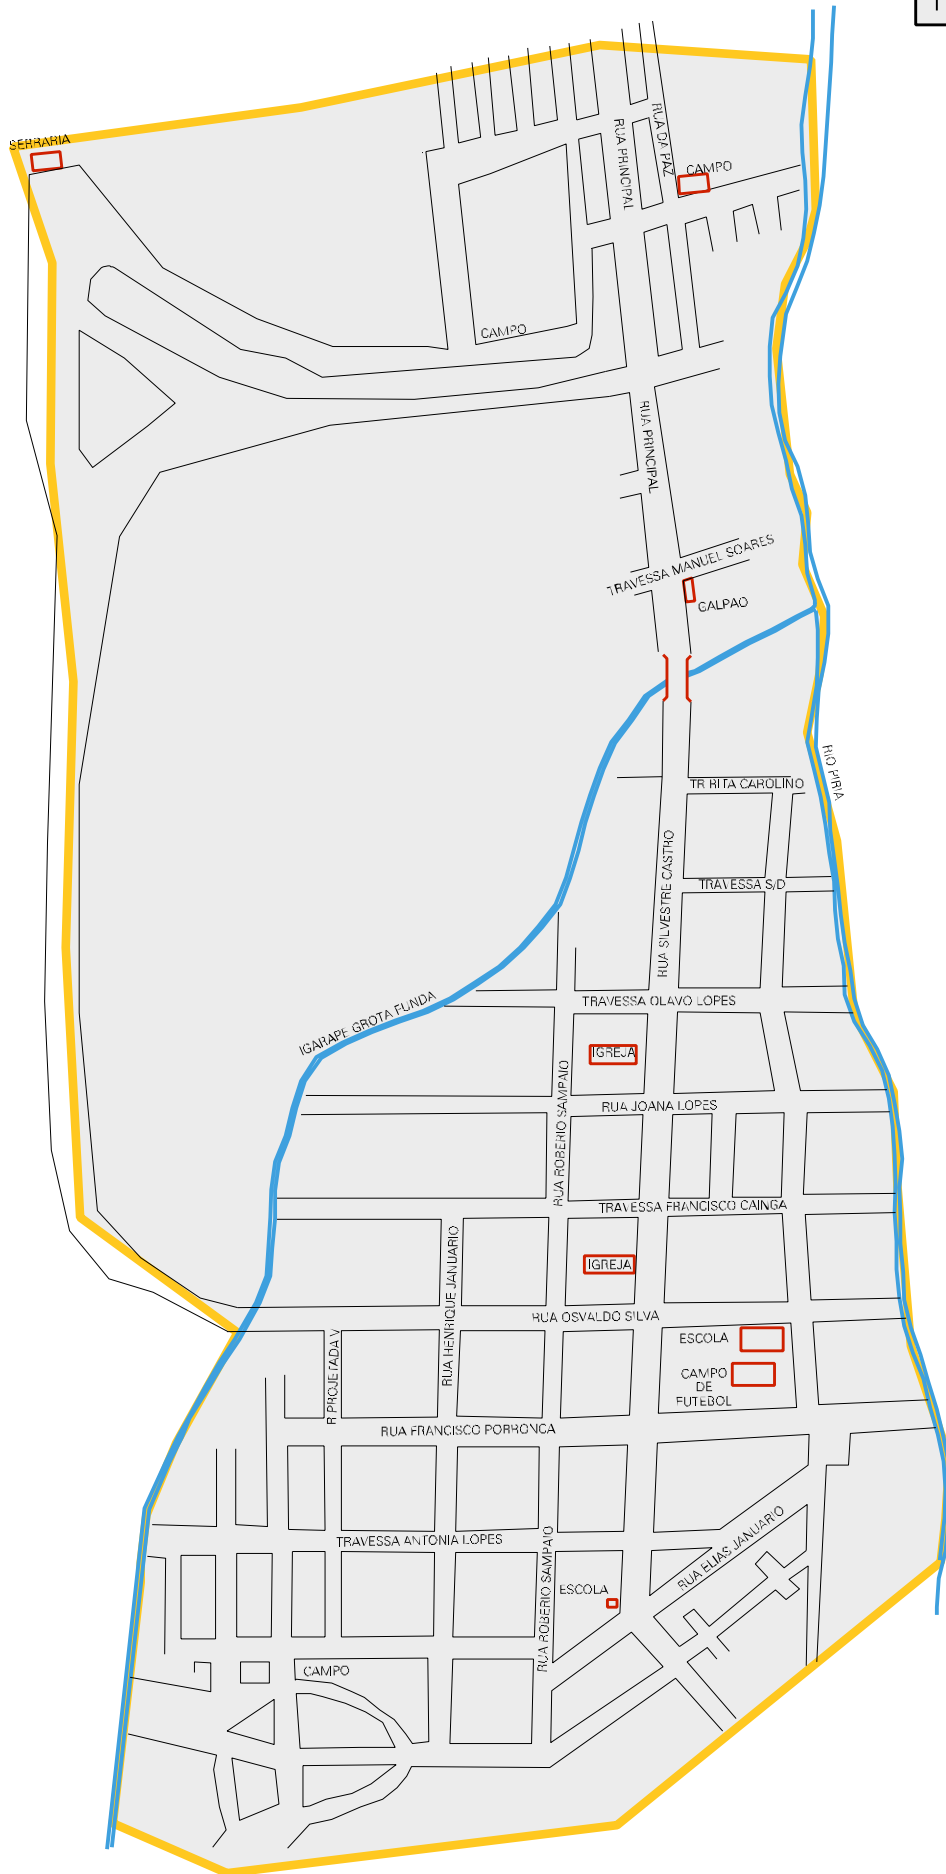 SERRARIA
RUA DA PAZ
RUA PRINCIPAL
CAMPO
CAMPO
RUA PRINCIPAL
TRAVESSA MANUEL SOARES
GALPAO
RIO PIRIA
TR RITA CAROLINO
RUA SILVESTRE CASTRO
TRAVESSA S/D
IGARAPE GROTA FUNDA
TRAVESSA OLAVO LOPES
IGREJA
RUA ROBERIO SAMPAIO
RUA JOANA LOPES
TRAVESSA FRANCISCO CAINGA
RUA HENRIQUE JANUARIO
IGREJA
RUA OSVALDO SILVA
R PROJETADA V
ESCOLA
CAMPO
DE
FUTEBOL
RUA FRANCISCO PORRONCA
TRAVESSA ANTONIA LOPES
RUA ELIAS JANUARIO
RUA ROBERIO SAMPAIO
ESCOLA
CAMPO